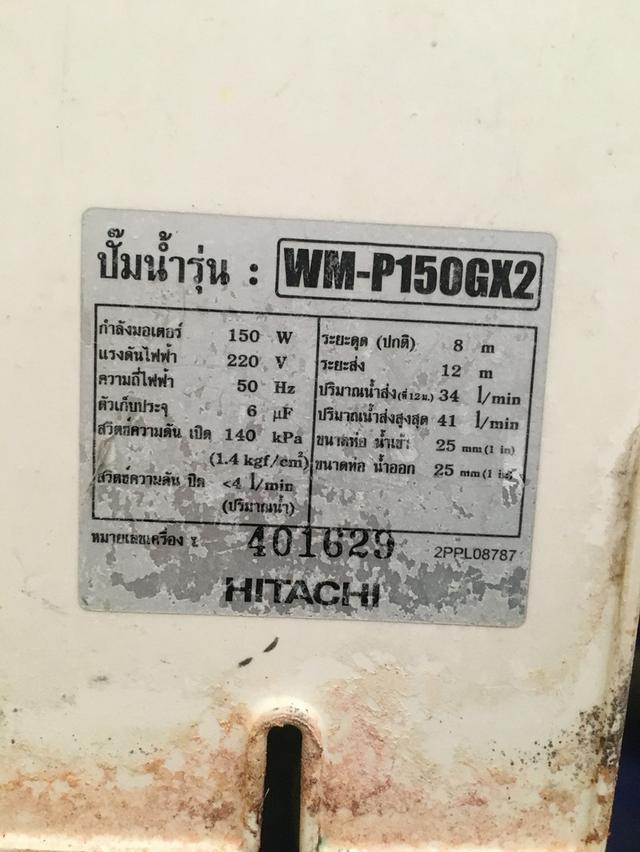 ปั๊มน้ำรุ่น : WM-P150GX2
กำลังมอเตอร์ 150 W
แรงดันไฟฟ้า 220 V
ความถี่ไฟฟ้า 50 Hz
ตัวเก็บประจุ 6 μF
สวิตช์ความดัน เปิด 140 kPa
(1.4 kgf/cm²)
สวิตช์ความดัน ปิด <4 l/min
(ปริมาณน้ำ)
ระยะดูด (ปกติ) 8 m
ระยะส่ง 12 m
ปริมาณน้ำส่ง(ที่ 12 ม.) 34 l/min
ปริมาณน้ำส่งสูงสุด 41 l/min
ขนาดท่อ น้ำเข้า 25 mm (1 in)
ขนาดท่อ น้ำออก 25 mm (1 in)
หมายเลขเครื่อง : 401629 2PPL08787
HITACHI